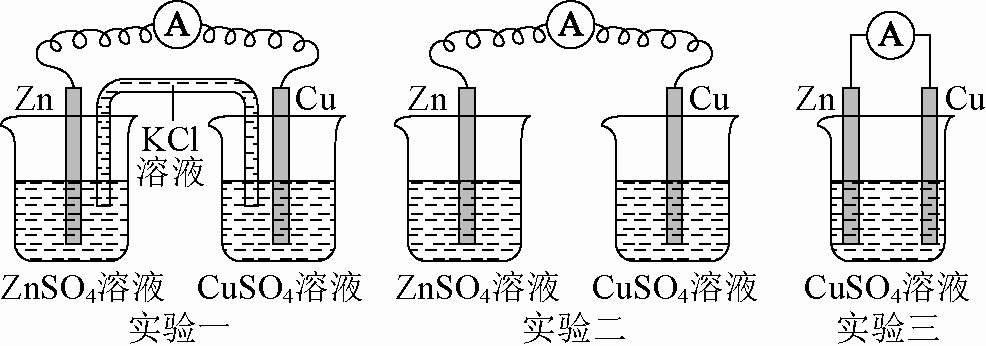 A A A
Zn Cu Zn Cu Zn Cu
KCl
溶液
ZnSO₄溶液 CuSO₄溶液 ZnSO₄溶液 CuSO₄溶液 CuSO₄溶液
实验一 实验二 实验三